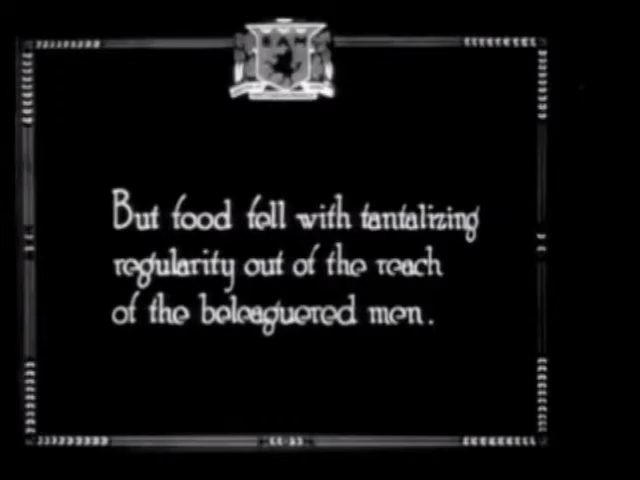 But food fell with tantalizing
regularity out of the reach
of the beleaguered men.